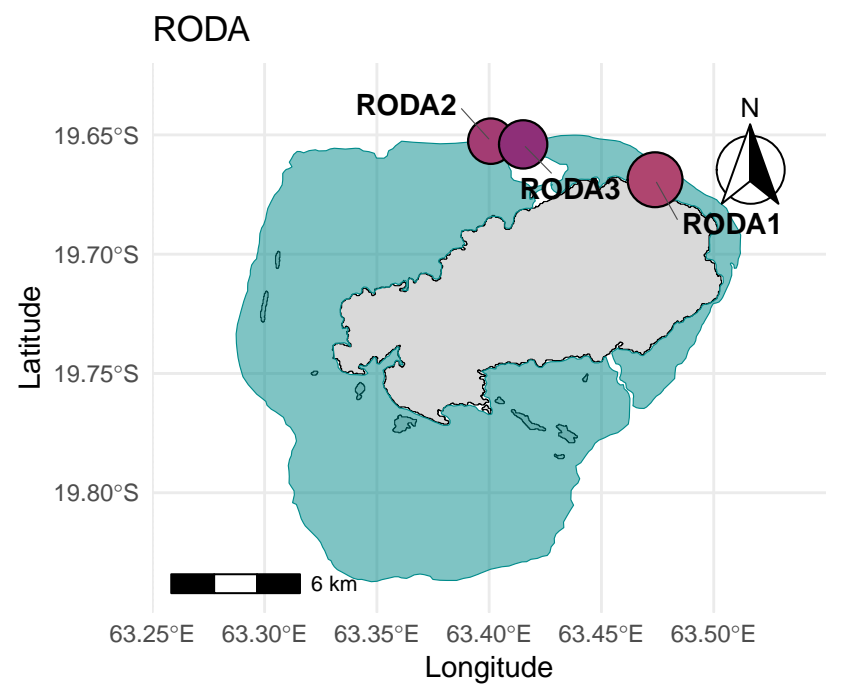 RODA
N
RODA2
19.65°S
RODA3
RODA1
19.70°S
Latitude
19.75°S
19.80°S
6 km
63.25°E 63.30°E 63.35°E 63.40°E 63.45°E 63.50°E
Longitude